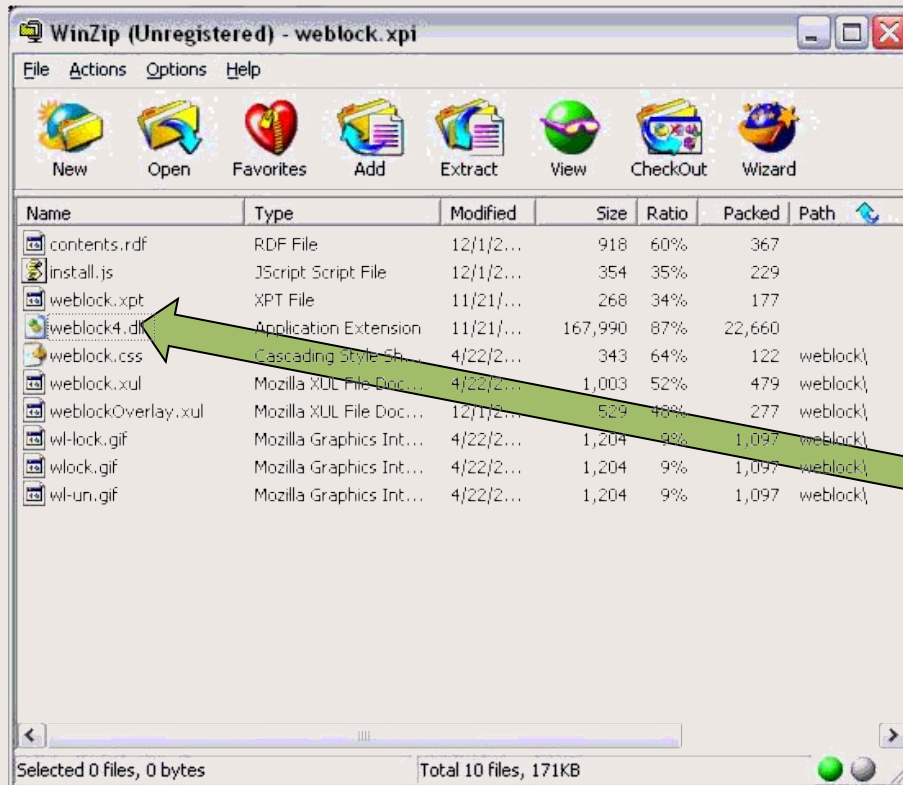 WinZip (Unregistered) - weblock.xpi
File Actions Options Help
New Open Favorites Add Extract View CheckOut Wizard
Name Type Modified Size Ratio Packed Path
contents.rdf RDF File 12/1/2... 918 60% 367
install.js JScript Script File 12/1/2... 354 35% 229
weblock.xpt XPT File 11/21/... 268 34% 177
weblock4.dll Application Extension 11/21/... 167,990 87% 22,660
weblock.css Cascading Style Sh... 4/22/2... 343 64% 122 weblock\
weblock.xul Mozilla XUL File Doc... 4/22/2... 1,003 52% 479 weblock\
weblockOverlay.xul Mozilla XUL File Doc... 12/1/2... 529 48% 277 weblock\
wl-lock.gif Mozilla Graphics Int... 4/22/2... 1,204 9% 1,097 weblock\
wlock.gif Mozilla Graphics Int... 4/22/2... 1,204 9% 1,097 weblock\
wl-un.gif Mozilla Graphics Int... 4/22/2... 1,204 9% 1,097 weblock\
Selected 0 files, 0 bytes Total 10 files, 171KB